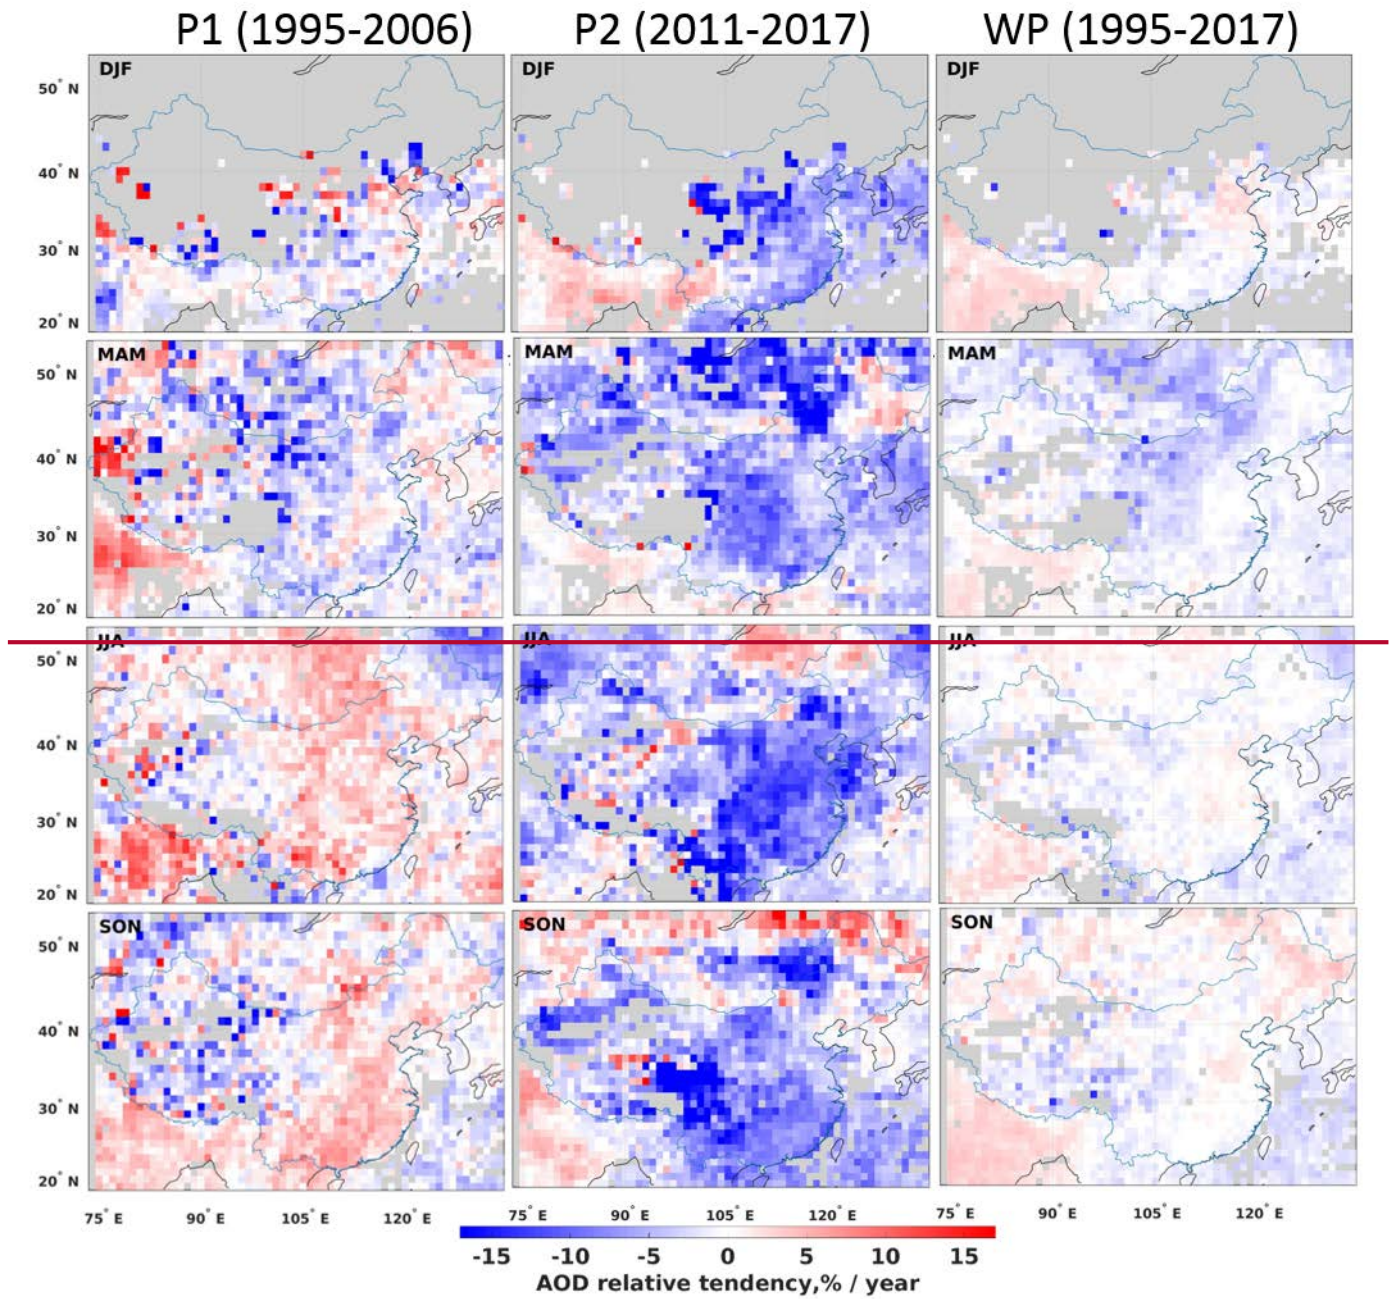 P1 (1995-2006) P2 (2011-2017) WP (1995-2017)
DJF DJF DJF
50° N
40° N
30° N
20° N
MAM MAM MAM
50° N
40° N
30° N
20° N
JJA JJA JJA
50° N
40° N
30° N
20° N
SON SON SON
50° N
40° N
30° N
20° N
75° E 90° E 105° E 120° E 75° E 90° E 105° E 120° E 75° E 90° E 105° E 120° E
-15 -10 -5 0 5 10 15
AOD relative tendency,% / year